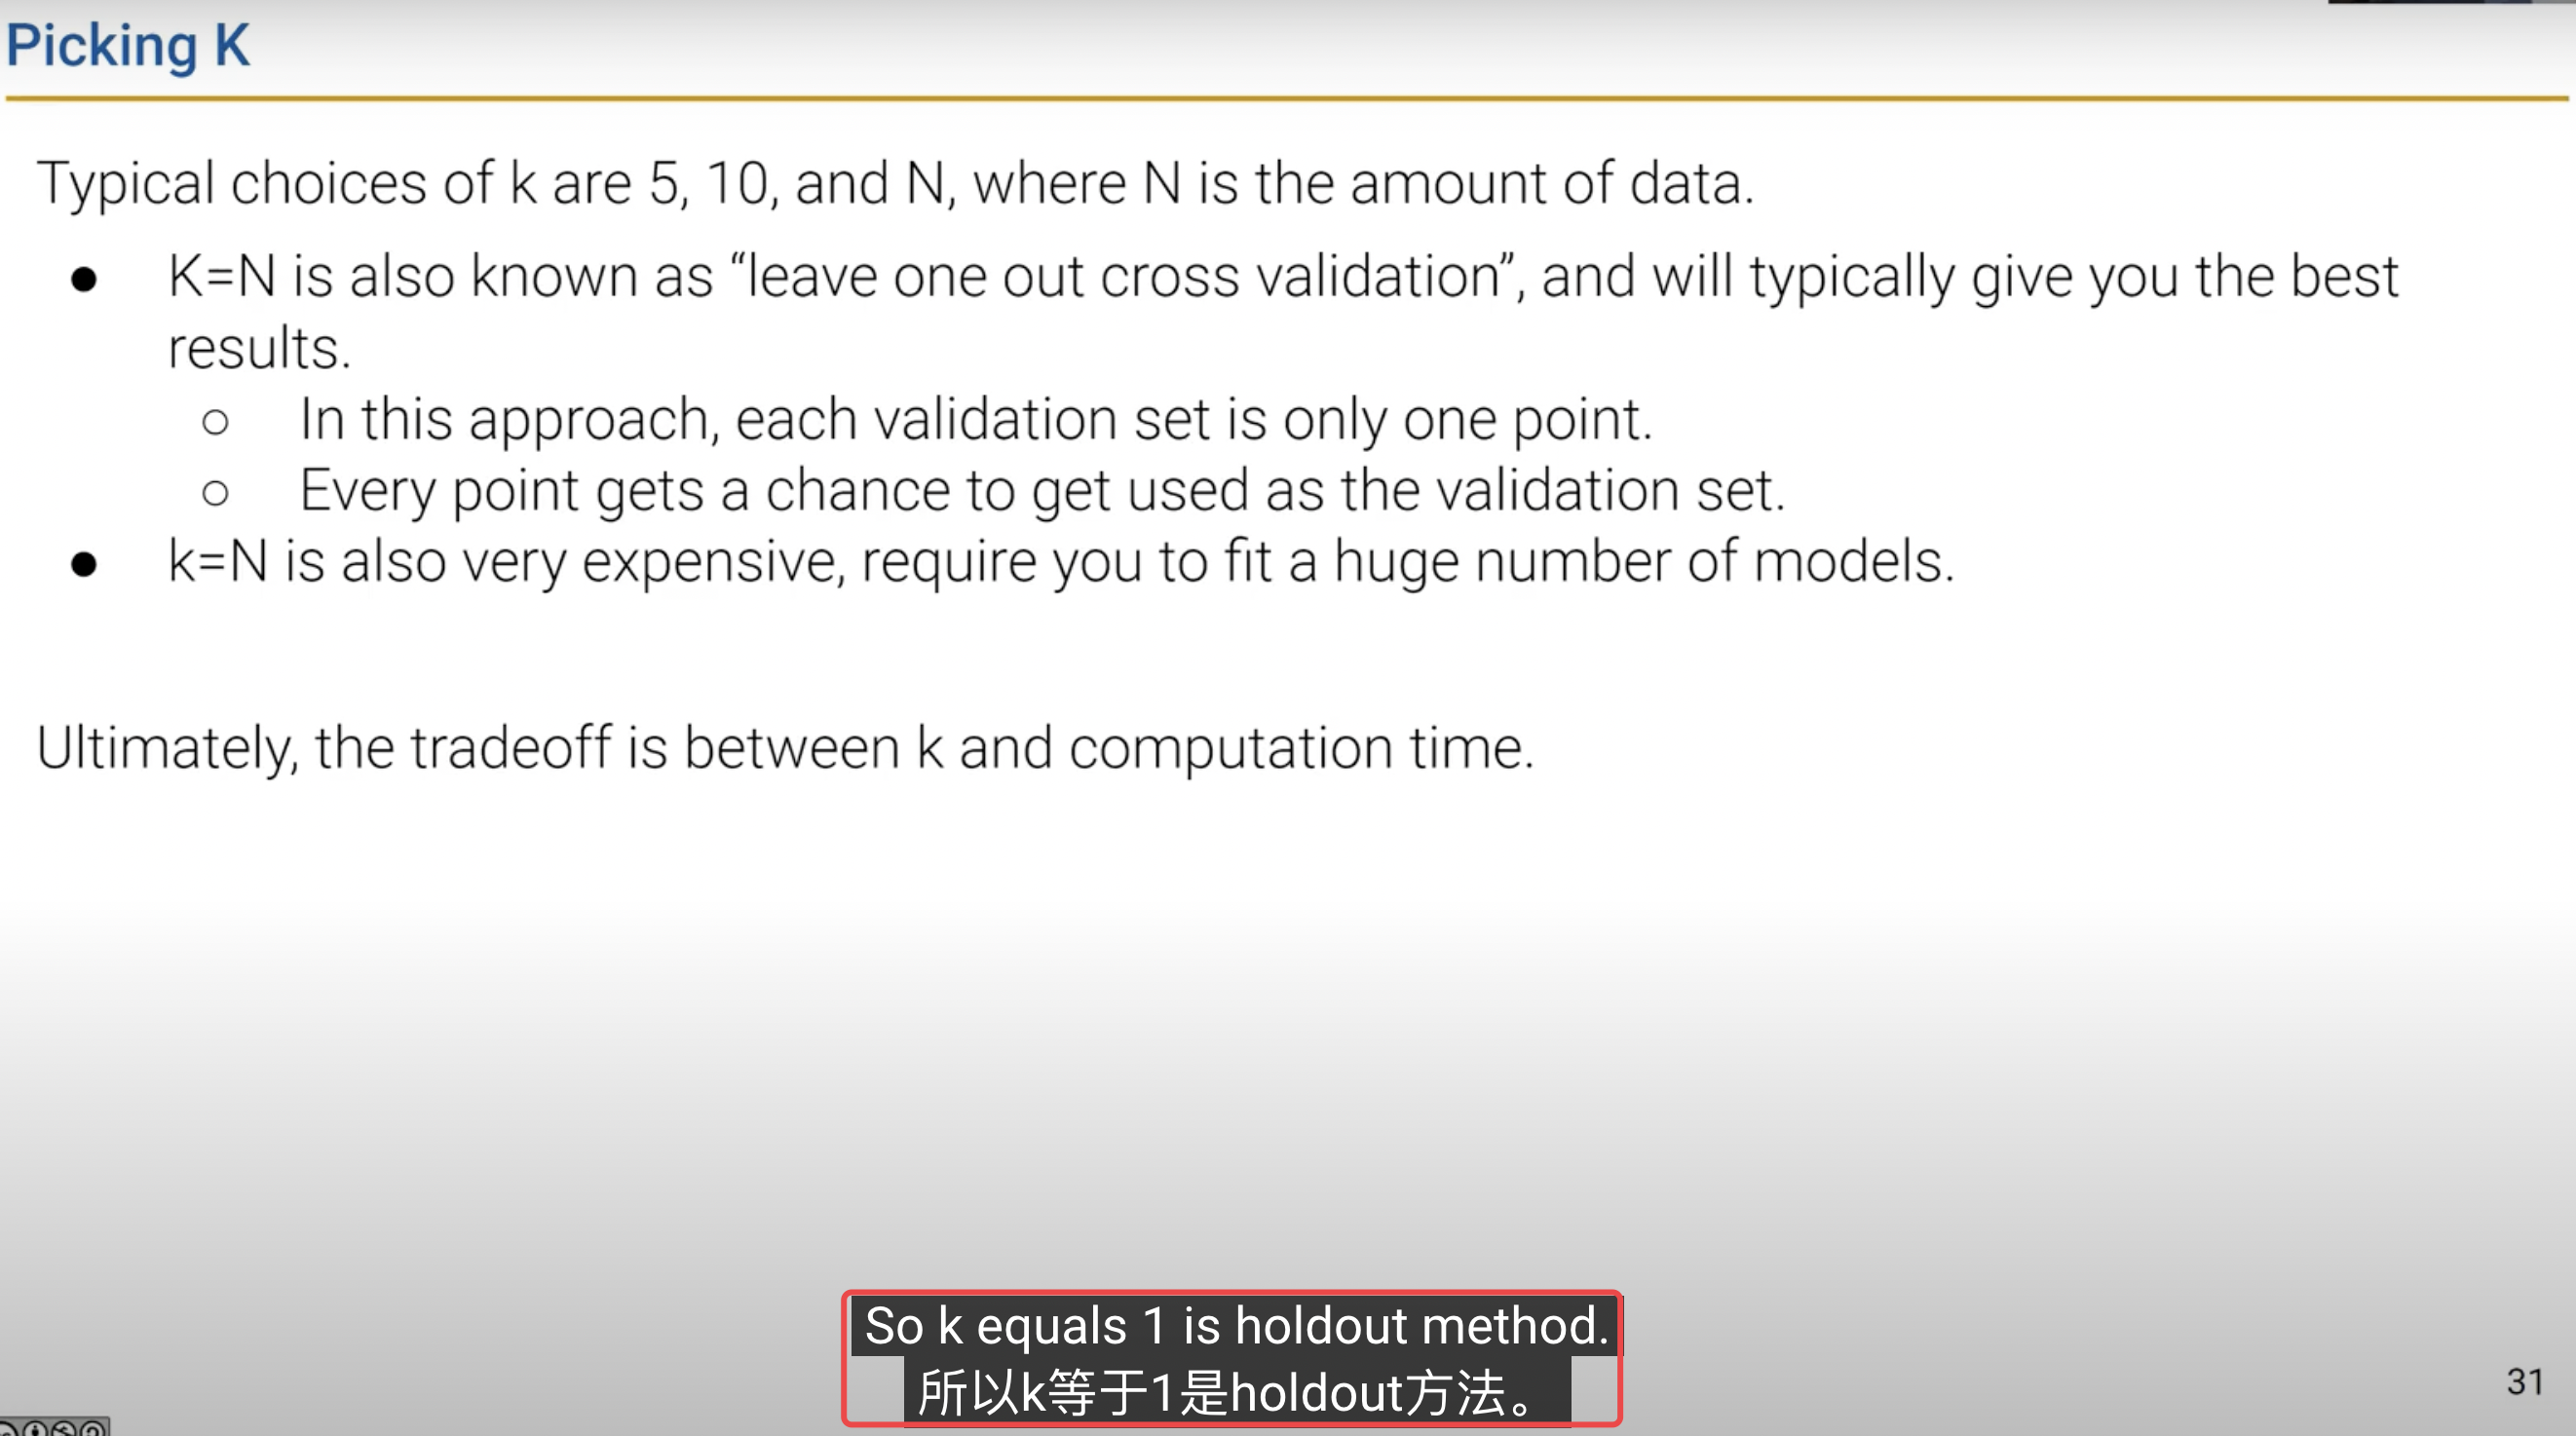 Picking K
Typical choices of k are 5, 10, and N, where N is the amount of data.
● K=N is also known as “leave one out cross validation”, and will typically give you the best
results.
○ In this approach, each validation set is only one point.
○ Every point gets a chance to get used as the validation set.
● k=N is also very expensive, require you to fit a huge number of models.
Ultimately, the tradeoff is between k and computation time.
So k equals 1 is holdout method.
所以k等于1是holdout方法。
31